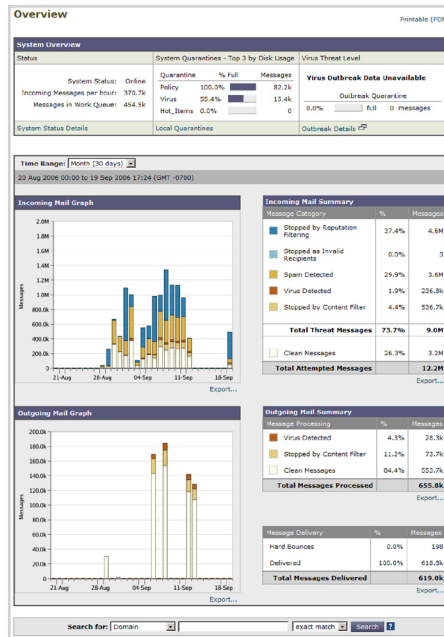 Overview
Printable (PDF
System Overview
Status
System Quarantines - Top 3 by Disk Usage
Virus Threat Level
System Status: Online
Incoming Messages per hour: 370.7k
Messages in Work Queue: 454.5k
Quarantine % Full Messages
Policy 100.0% 82.2k
Virus 55.4% 15.4k
Hot_Items 0.0% 0
Virus Outbreak Data Unavailable
Outbreak Quarantine
0.0% full 0 messages
System Status Details
Local Quarantines
Outbreak Details
Time Range: Month (30 days)
20 Aug 2006 00:00 to 19 Sep 2006 17:24 (GMT -0700)
Incoming Mail Graph
2.0M
1.8M
1.6M
1.4M
1.2M
1.0M
800.0k
600.0k
400.0k
200.0k
0
Messages
21-Aug 28-Aug 04-Sep 11-Sep 18-Sep
Export...
Incoming Mail Summary
Message Category % Messages
Stopped by Reputation Filtering 37.4% 4.6M
Stopped as Invalid Recipients 0.0% 3
Spam Detected 29.9% 3.6M
Virus Detected 1.9% 236.8k
Stopped by Content Filter 4.4% 536.7k
Total Threat Messages 73.7% 9.0M
Clean Messages 26.3% 3.2M
Total Attempted Messages 12.2M
Export...
Outgoing Mail Graph
200.0k
180.0k
160.0k
140.0k
120.0k
100.0k
80.0k
60.0k
40.0k
20.0k
0
Messages
21-Aug 28-Aug 04-Sep 11-Sep 18-Sep
Export...
Outgoing Mail Summary
Message Processing % Messages
Virus Detected 4.3% 28.3k
Stopped by Content Filter 11.2% 73.7k
Clean Messages 84.4% 553.7k
Total Messages Processed 655.8k
Export...
Message Delivery % Messages
Hard Bounces 0.0% 198
Delivered 100.0% 618.8k
Total Messages Delivered 619.0k
Export...
Search for: Domain exact match Search ?